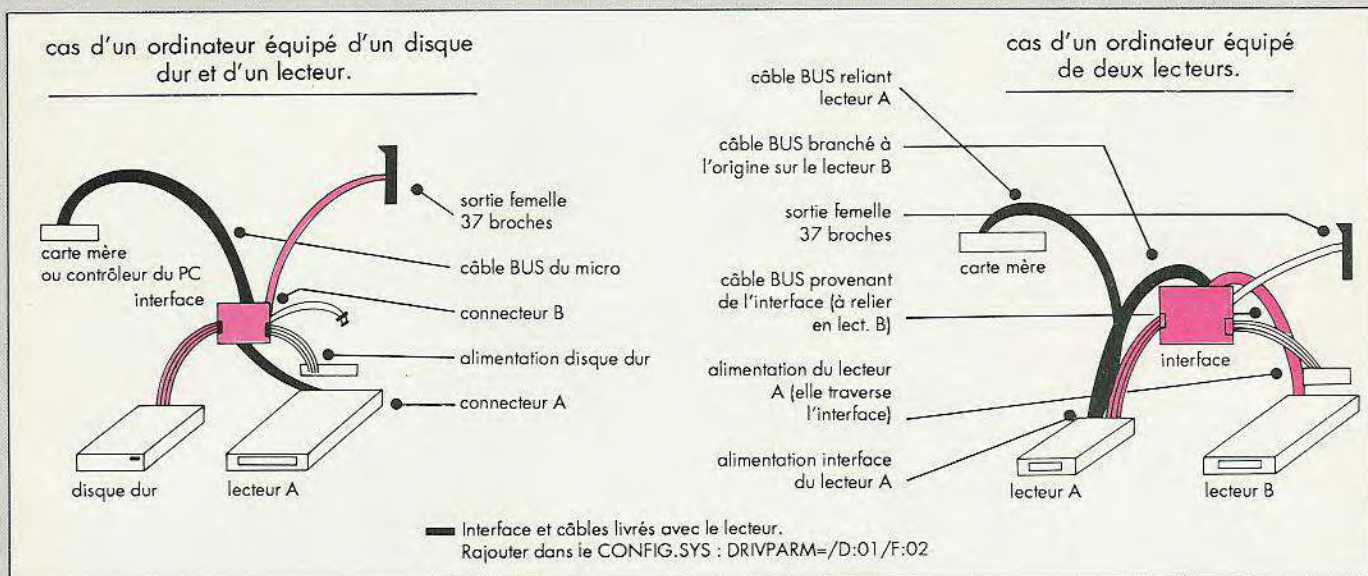 cas d'un ordinateur équipé d'un disque
dur et d'un lecteur.
carte mère
ou contrôleur du PC
interface
sortie femelle
37 broches
câble BUS du micro
connecteur B
alimentation disque dur
connecteur A
disque dur
lecteur A
cas d'un ordinateur équipé
de deux lecteurs.
câble BUS reliant
lecteur A
câble BUS branché à
l'origine sur le lecteur B
sortie femelle
37 broches
carte mère
câble BUS provenant
de l'interface (à relier
en lect. B)
interface
alimentation du lecteur
A (elle traverse
l'interface)
alimentation interface
du lecteur A
lecteur A
lecteur B
Interface et câbles livrés avec le lecteur.
Rajouter dans le CONFIG.SYS : DRIVPARM=/D:01/F:02